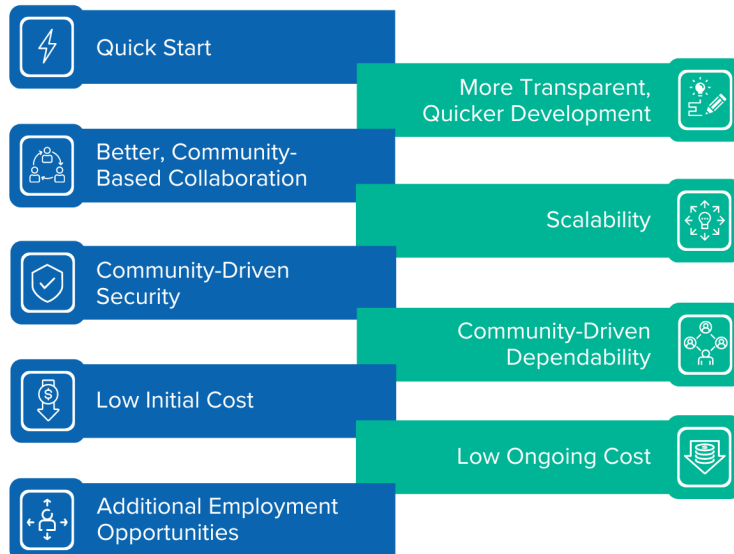 Quick Start
More Transparent,
Quicker Development
Better, Community-
Based Collaboration
Scalability
Community-Driven
Security
Community-Driven
Dependability
$
Low Initial Cost
Low Ongoing Cost
Additional Employment
Opportunities